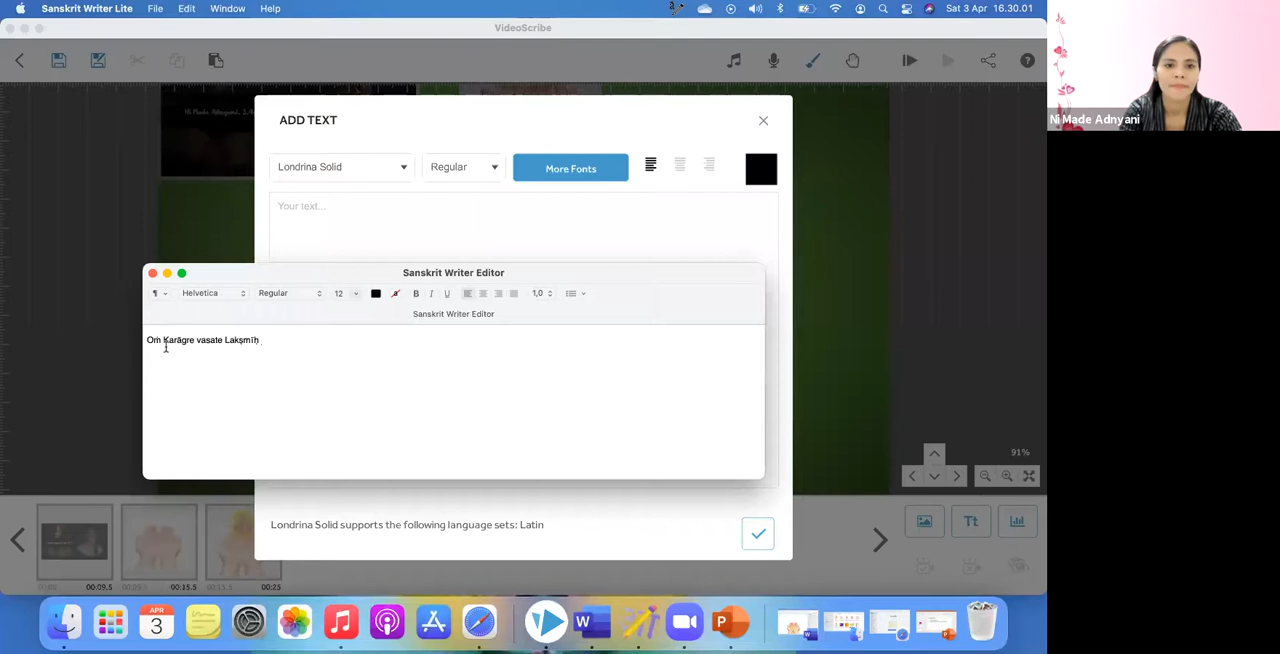 Sanskrit Writer Lite File Edit Window Help Sat 3 Apr 16.30.01
VideoScribe
Ni Made Adnyani
ADD TEXT
Londrina Solid Regular More Fonts
Your text...
Sanskrit Writer Editor
Helvetica Regular 12 B I U 1,0
Sanskrit Writer Editor
Oṁ Karāgre vasate Lakṣmīḥ
91%
Londrina Solid supports the following language sets: Latin
Tt
00:09.5 00:15.5 00:25
APR
3